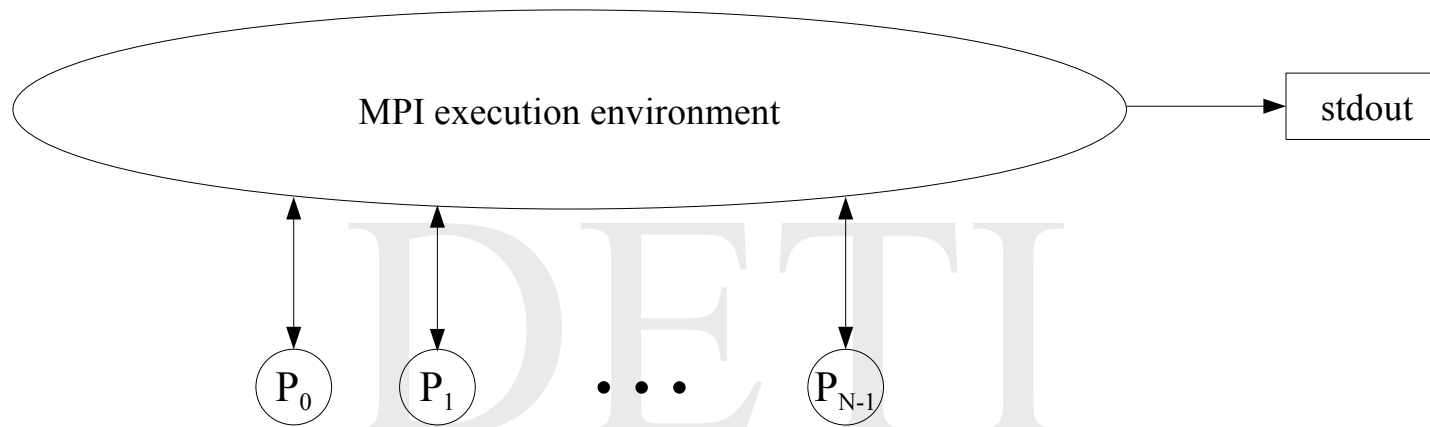 MPI execution environment
stdout
DETI
P0 P1 • • • PN-1